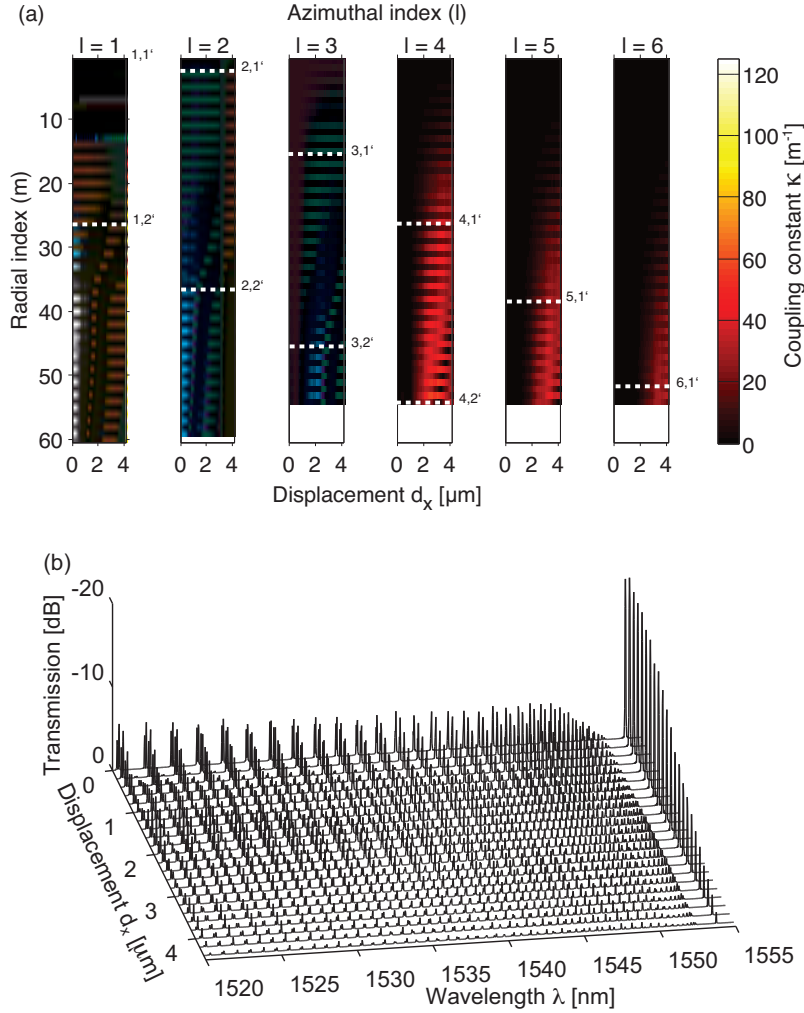 (a)
Azimuthal index (l)
l = 1
l = 2
l = 3
l = 4
l = 5
l = 6
1,1‘
2,1‘
3,1‘
1,2‘
4,1‘
2,2‘
5,1‘
3,2‘
6,1‘
4,2‘
Radial index (m)
10
20
30
40
50
60
0 2 4
0 2 4
0 2 4
0 2 4
0 2 4
0 2 4
Displacement dx [µm]
120
100
80
60
40
20
0
Coupling constant κ [m-1]
(b)
Transmission [dB]
-20
-10
0
Displacement dx [µm]
0
1
2
3
4
1520
1525
1530
1535
1540
1545
1550
1555
Wavelength λ [nm]